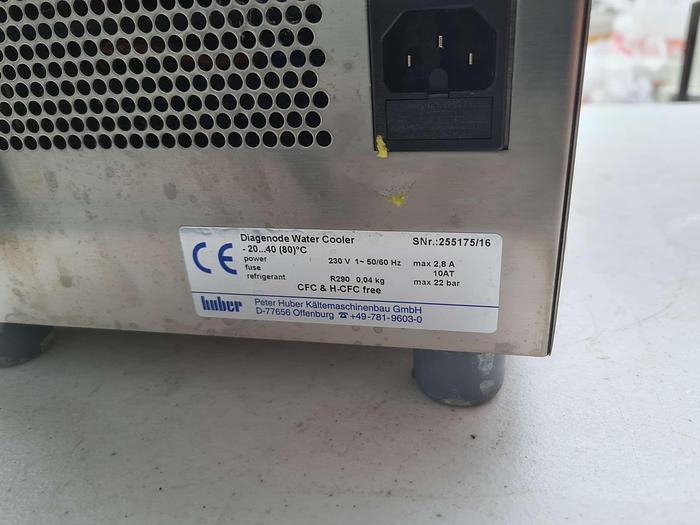 CE
Diagenode Water Cooler SNr.:255175/16
- 20...40 (80)°C
power 230 V 1~ 50/60 Hz max 2,8 A
fuse 10AT
refrigerant R290 0,04 kg max 22 bar
CFC & H-CFC free
huber Peter Huber Kältemaschinenbau GmbH
D-77656 Offenburg ☎ +49-781-9603-0